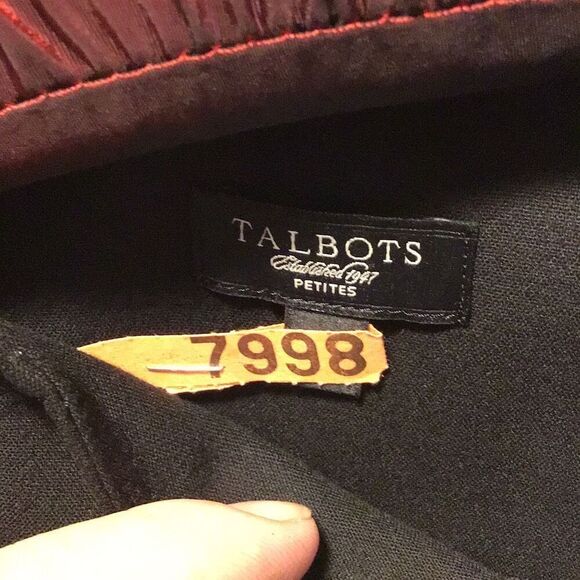 TALBOTS
Established 1947
PETITES
7998